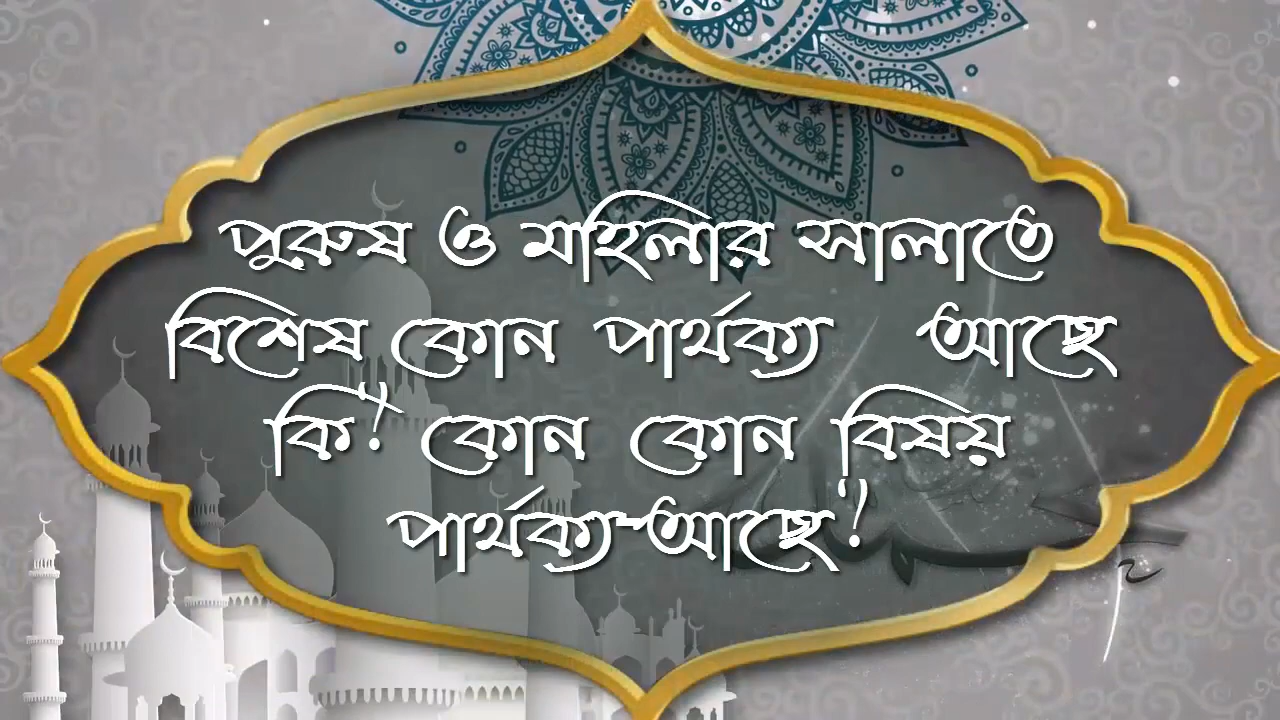 পুরুষ ও মহিলার সালাতে
বিশেষ কোন পার্থক্য আছে
কি? কোন কোন বিষয়
পার্থক্য আছে?